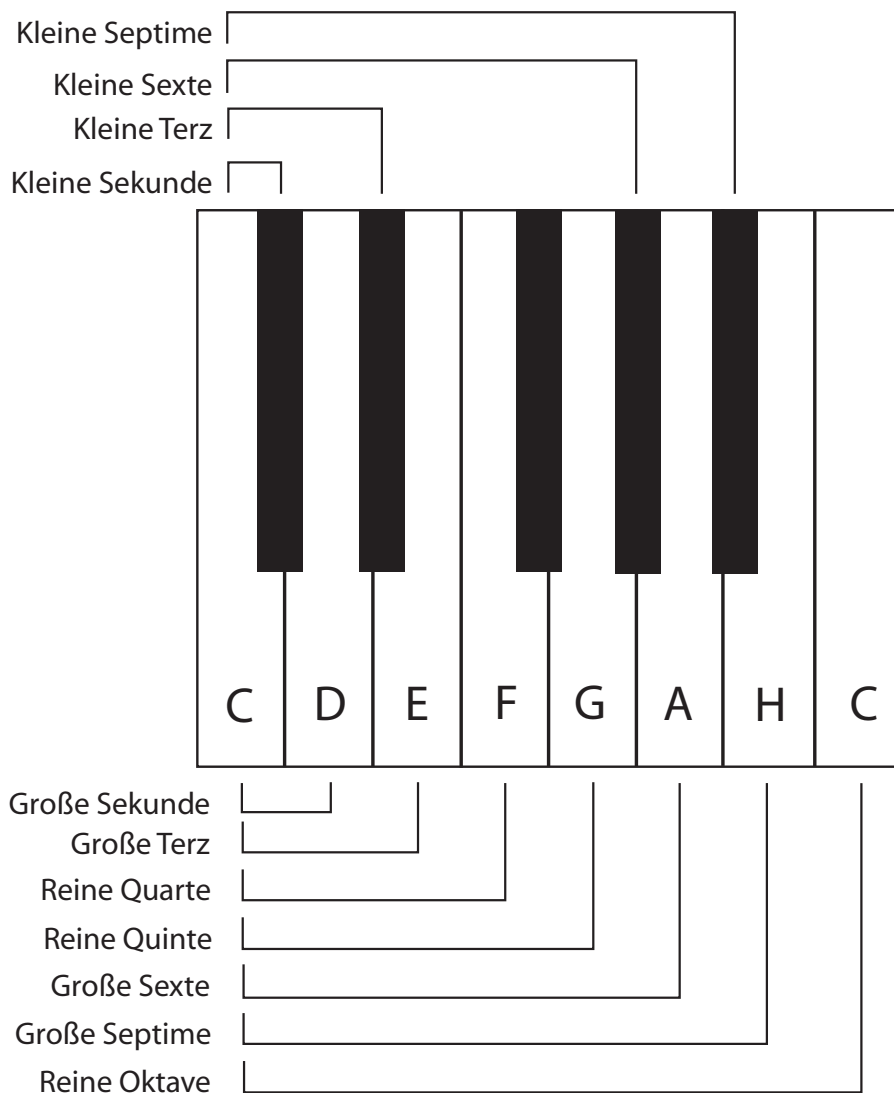 Kleine Septime
Kleine Sexte
Kleine Terz
Kleine Sekunde
C D E F G A H C
Große Sekunde
Große Terz
Reine Quarte
Reine Quinte
Große Sexte
Große Septime
Reine Oktave